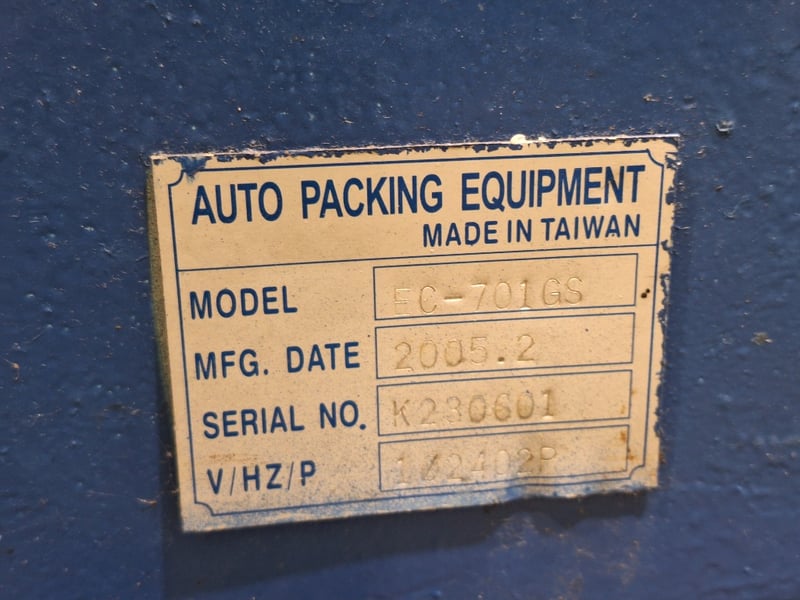 AUTO PACKING EQUIPMENT
MADE IN TAIWAN
MODEL EC-701GS
MFG. DATE 2005.2
SERIAL NO. K230601
V/HZ/P